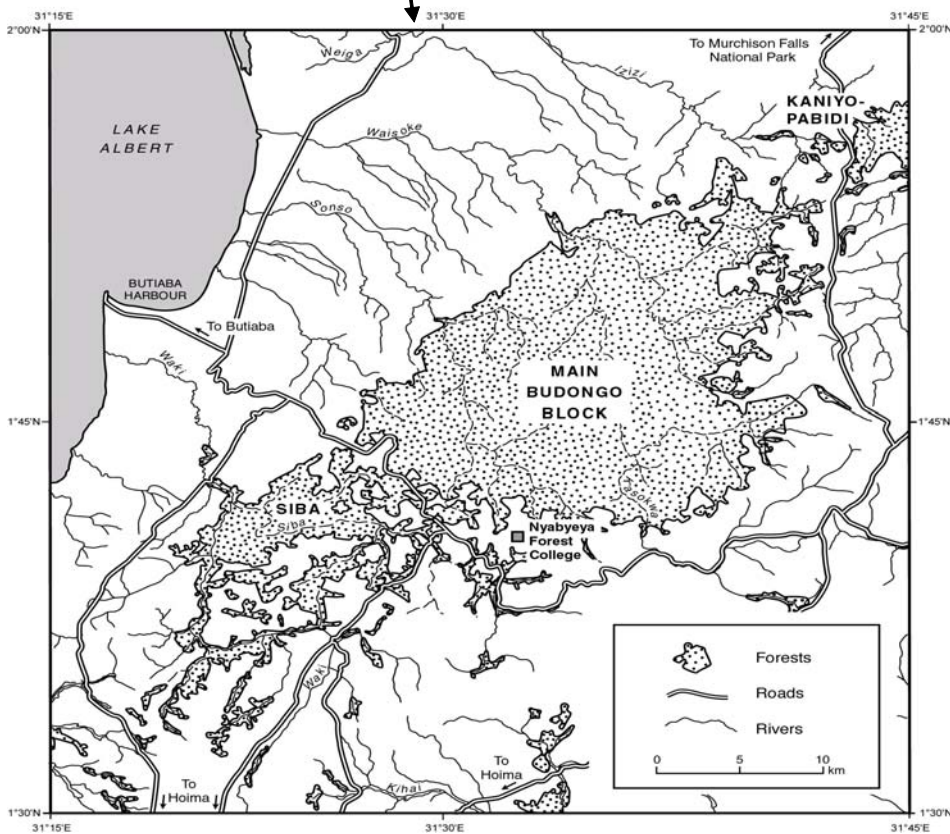 31°15'E
31°30'E
31°45'E
2°00'N
2°00'N
Weiga
To Murchison Falls
National Park
Izizi
KANIYO-
PABIDI
LAKE
ALBERT
Waisoke
Sonso
BUTIABA
HARBOUR
To Butiaba
Waki
MAIN
BUDONGO
BLOCK
1°45'N
1°45'N
Kasokwa
SIBA
Siba
Nyabyeya
Forest
College
Waki
Forests
Roads
Rivers
0 5 10
km
To
Hoima
To
Hoima
Kihai
1°30'N
1°30'N
31°15'E
31°30'E
31°45'E